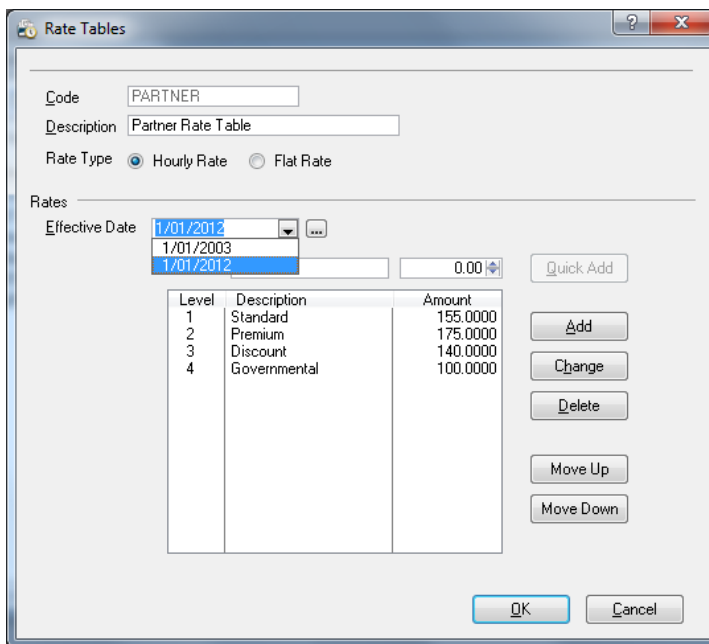 Rate Tables
Code PARTNER
Description Partner Rate Table
Rate Type Hourly Rate Flat Rate
Rates
Effective Date 1/01/2012 ...
1/01/2003
1/01/2012 0.00 Quick Add
Level Description Amount
1 Standard 155.0000
2 Premium 175.0000
3 Discount 140.0000
4 Governmental 100.0000
Add
Change
Delete
Move Up
Move Down
OK Cancel